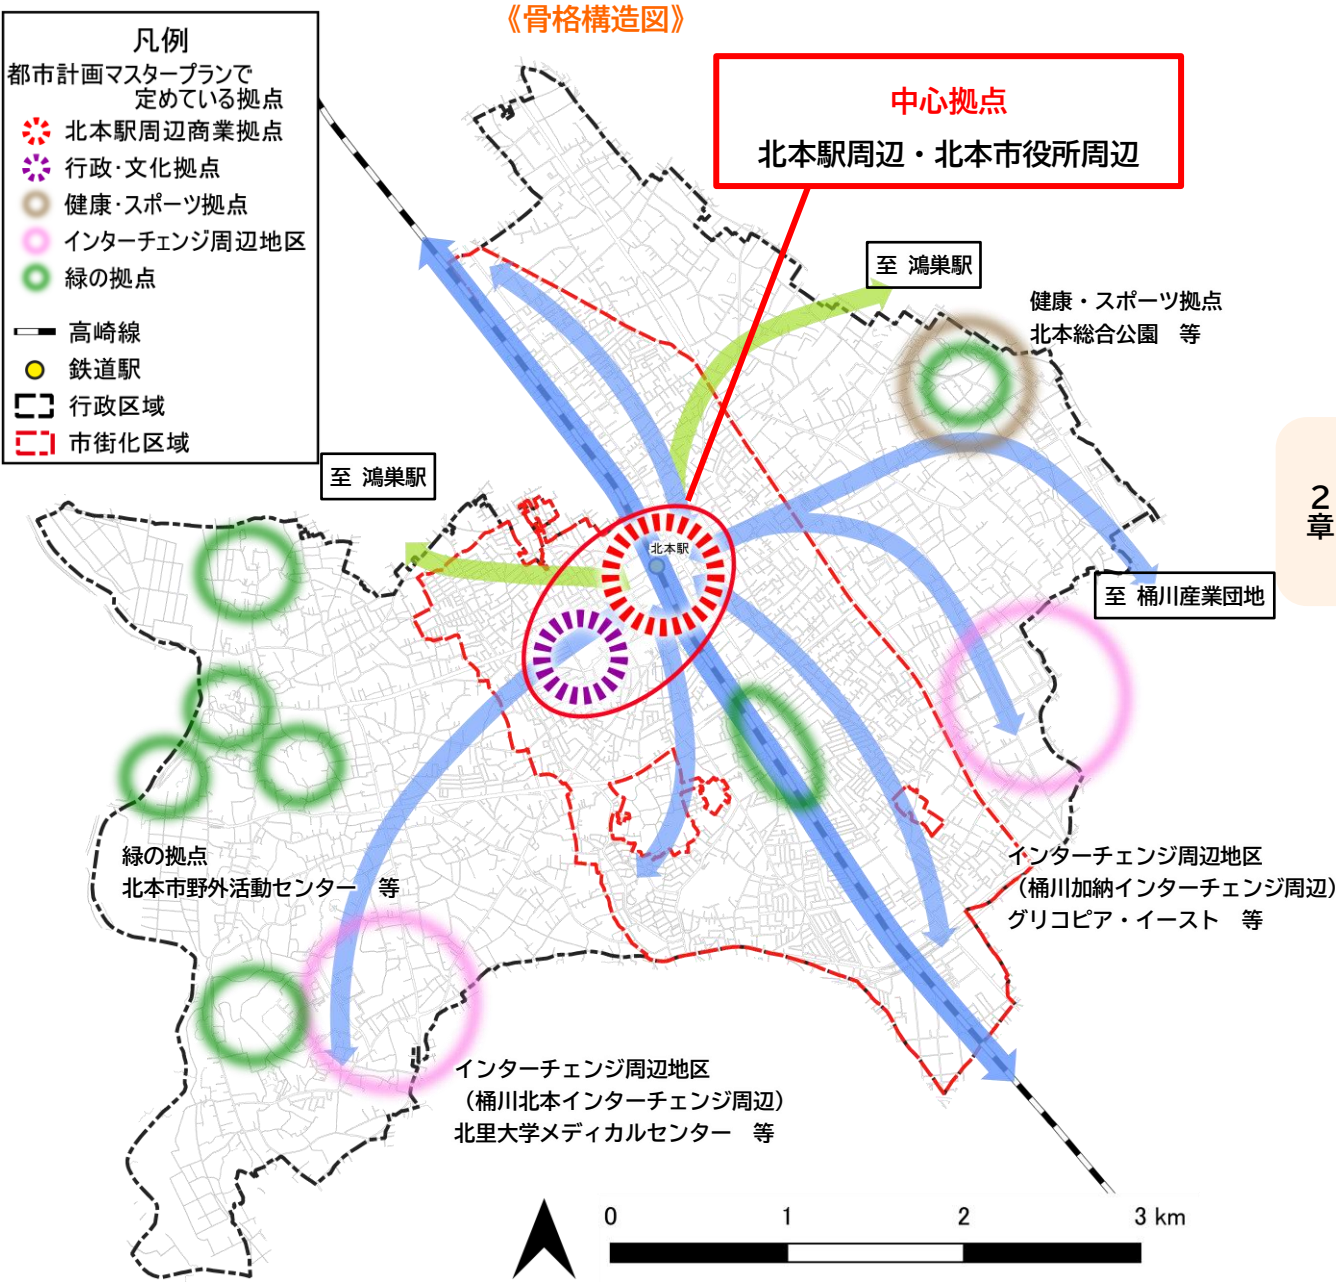 《骨格構造図》
凡例
都市計画マスタープランで
定めている拠点
北本駅周辺商業拠点
行政・文化拠点
健康・スポーツ拠点
インターチェンジ周辺地区
緑の拠点
高崎線
鉄道駅
行政区域
市街化区域
中心拠点
北本駅周辺・北本市役所周辺
至 鴻巣駅
健康・スポーツ拠点
北本総合公園　等
至 鴻巣駅
2章
北本駅
至 桶川産業団地
緑の拠点
北本市野外活動センター　等
インターチェンジ周辺地区
（桶川加納インターチェンジ周辺）
グリコピア・イースト　等
インターチェンジ周辺地区
（桶川北本インターチェンジ周辺）
北里大学メディカルセンター　等
0 1 2 3 km